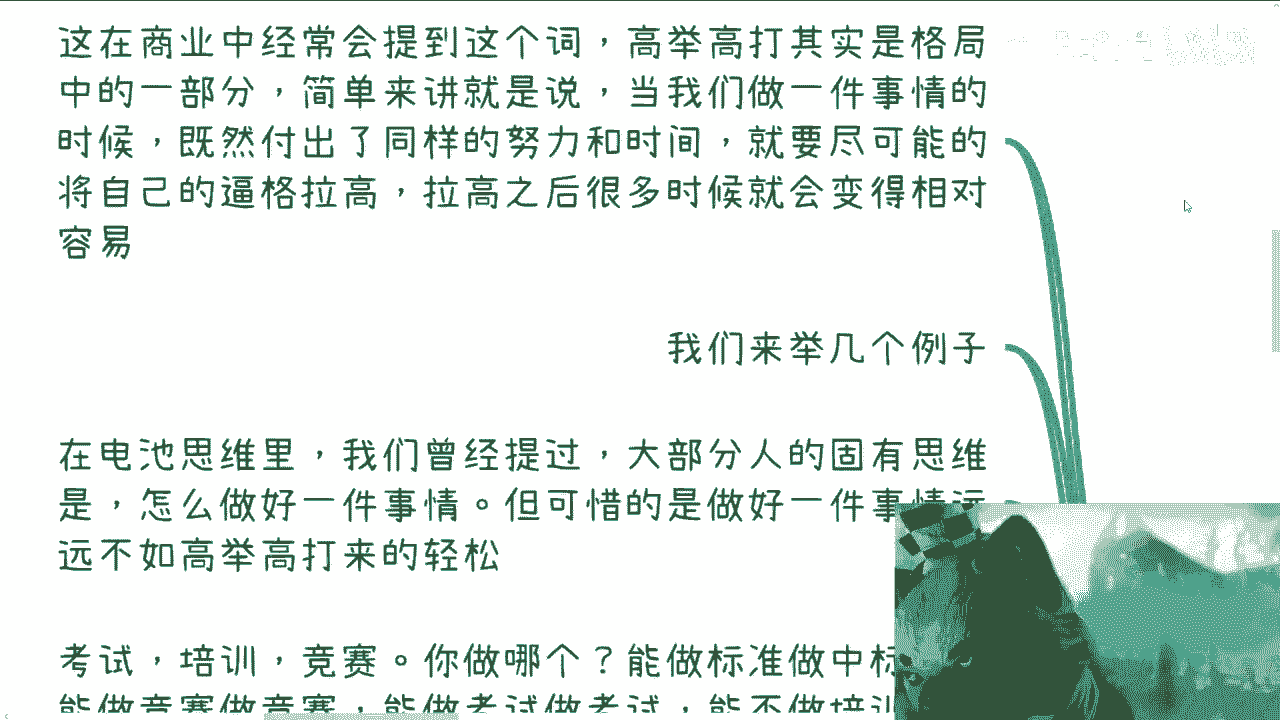 这在商业中经常会提到这个词，高举高打其实是格局
中的一部分，简单来讲就是说，当我们做一件事情的
时候，既然付出了同样的努力和时间，就要尽可能的
将自己的逼格拉高，拉高之后很多时候就会变得相对
容易
我们来举几个例子
在电池思维里，我们曾经提过，大部分人的固有思维
是，怎么做好一件事情。但可惜的是做好一件事情远
远不如高举高打来的轻松
考试，培训，竞赛。你做哪个？能做标准做中标
能做竞赛做竞赛，能做考试做考试，能不做培训